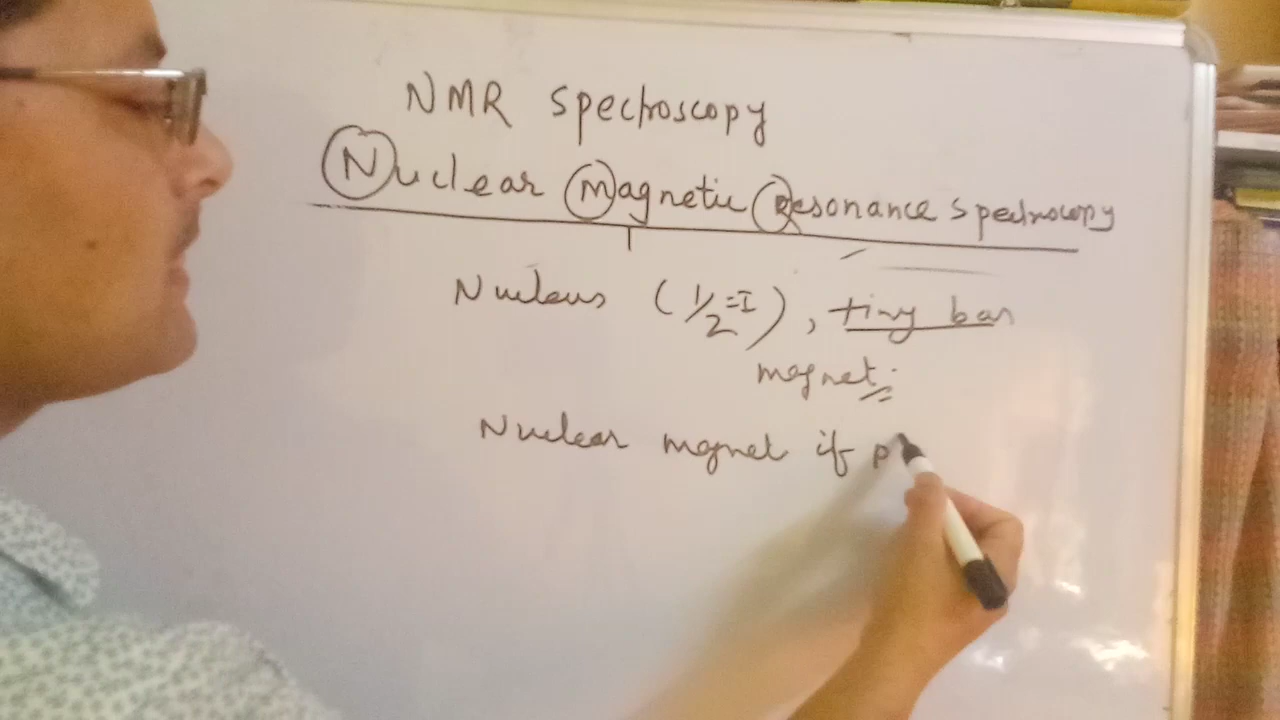 NMR spectroscopy
Nuclear Magnetic Resonance spectroscopy
Nucleus (1/2=I), tiny bar
magnet.
Nuclear magnet if p